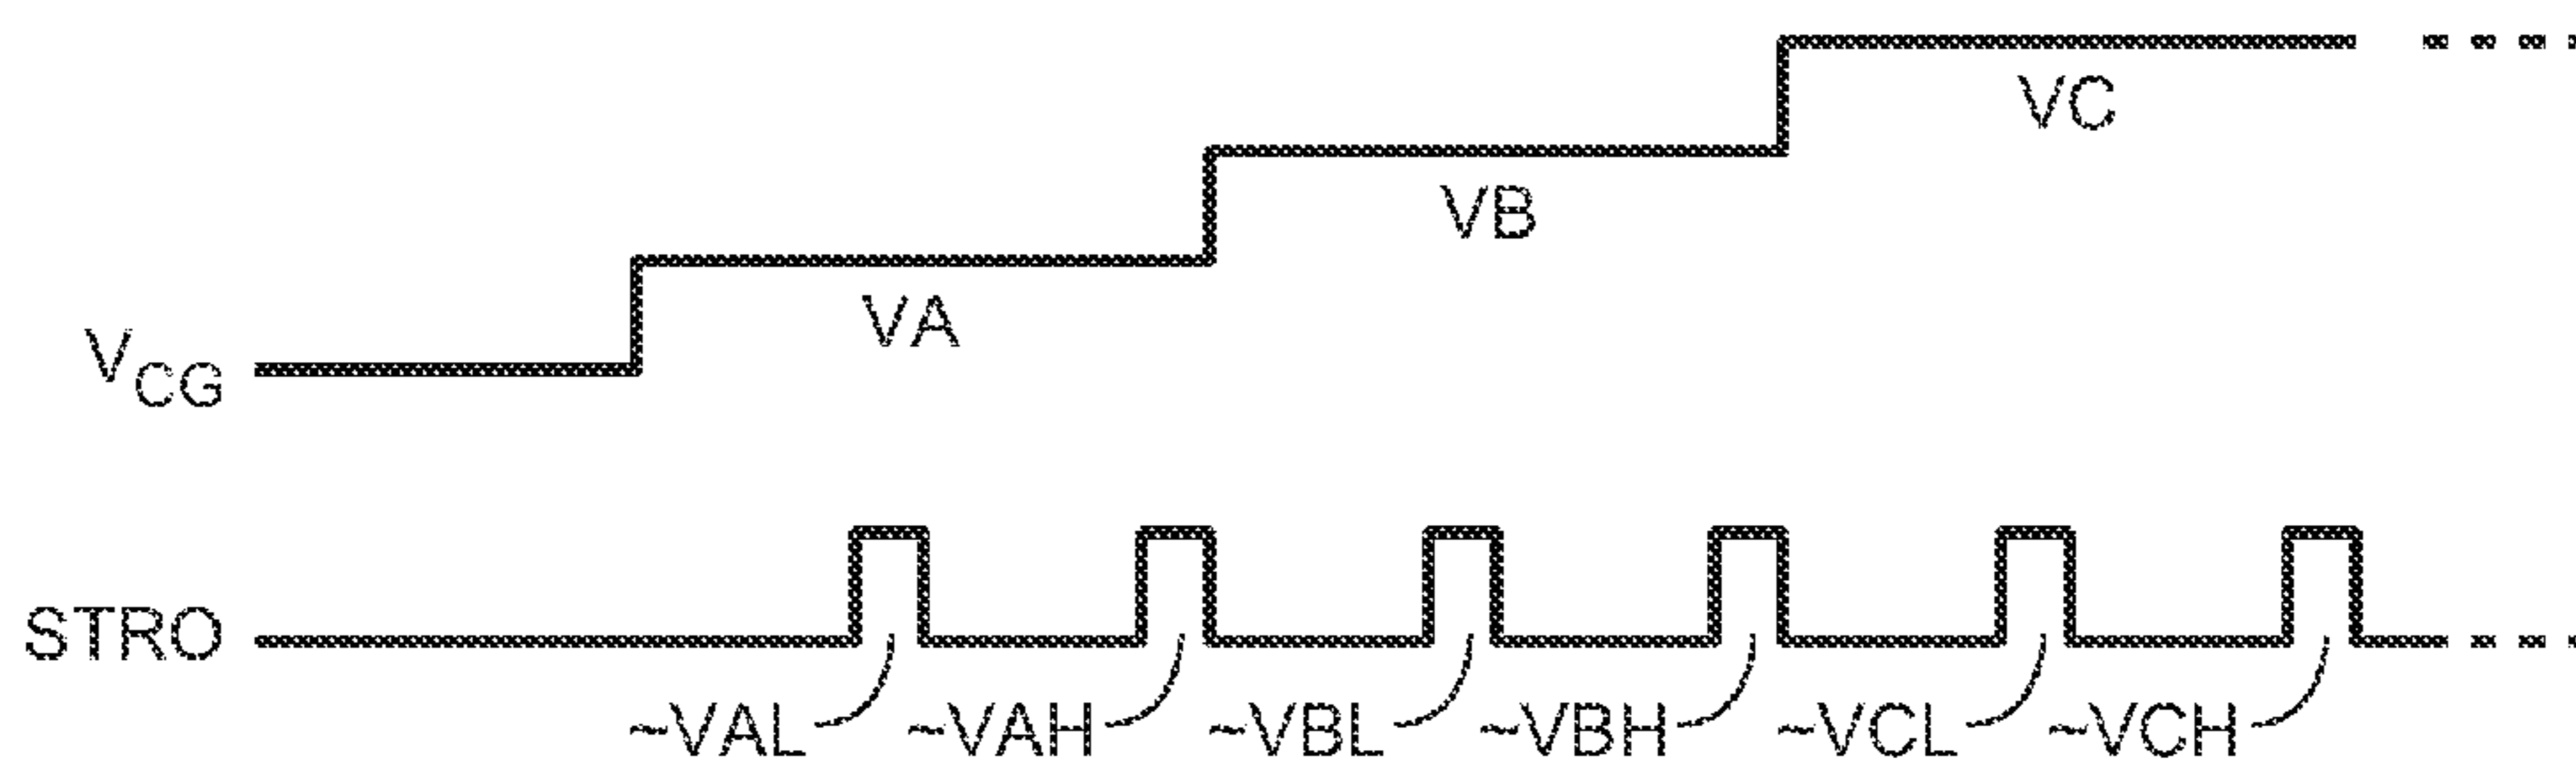 VC
VB
VA
VCG
STRO
~VAL ~VAH ~VBL ~VBH ~VCL ~VCH